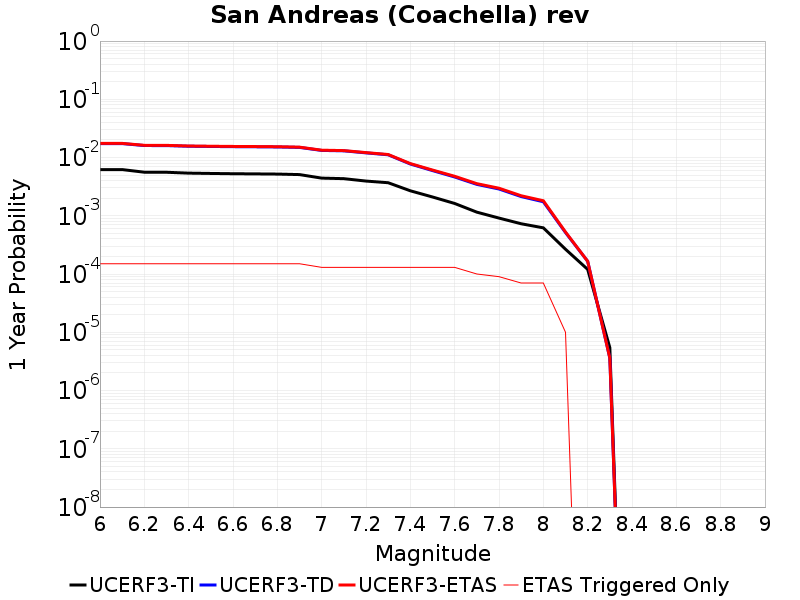 San Andreas (Coachella) rev
10^0
10^-1
10^-2
10^-3
10^-4
10^-5
10^-6
10^-7
10^-8
1 Year Probability
6 6.2 6.4 6.6 6.8 7 7.2 7.4 7.6 7.8 8 8.2 8.4 8.6 8.8 9
Magnitude
UCERF3-TI UCERF3-TD UCERF3-ETAS ETAS Triggered Only